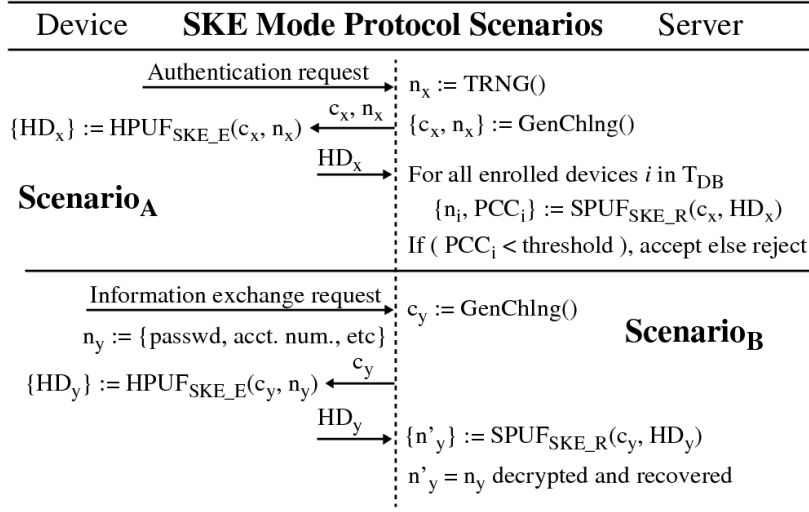 Device SKE Mode Protocol Scenarios Server
Authentication request
n_x := TRNG()
c_x, n_x
{HD_x} := HPUF_SKE_E(c_x, n_x)
{c_x, n_x} := GenChlng()
HD_x
For all enrolled devices i in T_DB
Scenario_A
{n_i, PCC_i} := SPUF_SKE_R(c_x, HD_x)
If ( PCC_i < threshold ), accept else reject
Information exchange request
c_y := GenChlng()
n_y := {passwd, acct. num., etc}
Scenario_B
c_y
{HD_y} := HPUF_SKE_E(c_y, n_y)
HD_y
{n'_y} := SPUF_SKE_R(c_y, HD_y)
n'_y = n_y decrypted and recovered